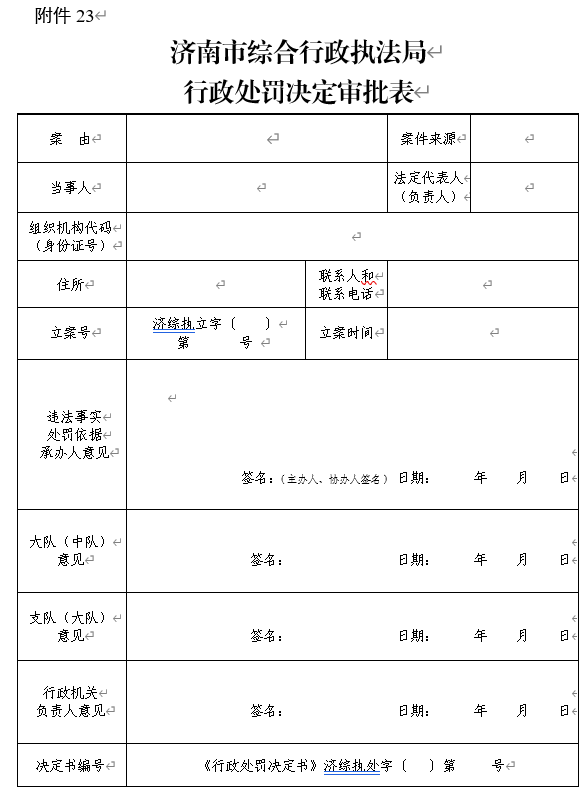 附件 23
济南市综合行政执法局
行政处罚决定审批表
案　由
案件来源
当事人
法定代表人
（负责人）
组织机构代码
（身份证号）
住所
联系人和
联系电话
立案号
济综执立字〔　　〕
第　　　号
立案时间
违法事实
处罚依据
承办人意见
签名：（主办人、协办人签名） 日期：　　年　月　日
大队（中队）
意见
签名：　　　日期：　　年　月　日
支队（大队）
意见
签名：　　　日期：　　年　月　日
行政机关
负责人意见
签名：　　　日期：　　年　月　日
决定书编号
《行政处罚决定书》济综执处字〔　〕第　　号